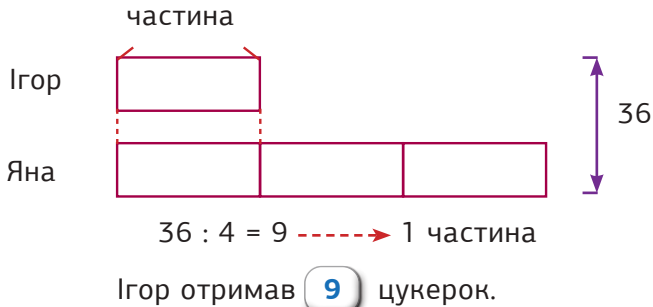 частина
Ігор
36
Яна
36 : 4 = 9 1 частина
Ігор отримав 9 цукерок.